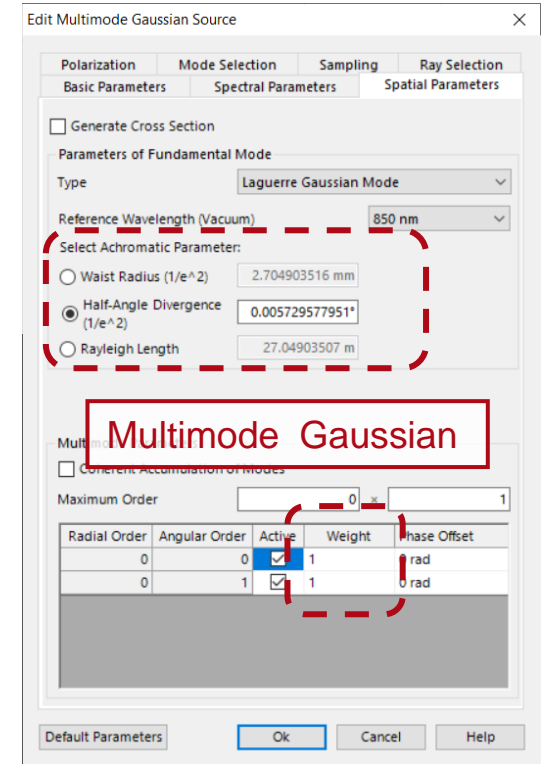 Edit Multimode Gaussian Source
Polarization Mode Selection Sampling Ray Selection
Basic Parameters Spectral Parameters Spatial Parameters
Generate Cross Section
Parameters of Fundamental Mode
Type Laguerre Gaussian Mode
Reference Wavelength (Vacuum) 850 nm
Select Achromatic Parameter:
Waist Radius (1/e^2) 2.704903516 mm
Half-Angle Divergence (1/e^2) 0.005729577951°
Rayleigh Length 27.04903507 m
Multimode Gaussian
Coherent Accumulation of Modes
Maximum Order 0 × 1
Radial Order Angular Order Active Weight Phase Offset
0 0 1 0 rad
0 1 1 0 rad
Default Parameters Ok Cancel Help